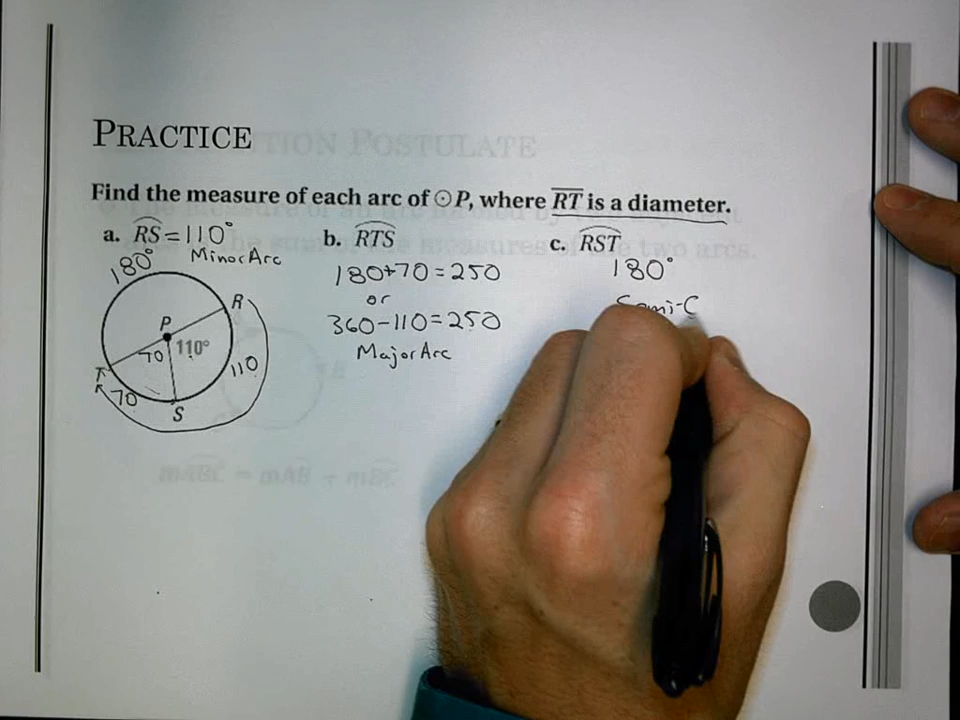 PRACTICE
Find the measure of each arc of ⊙P, where RT is a diameter.
a. RS = 110°
Minor Arc
b. RTS
180+70=250
or
360-110=250
Major Arc
c. RST
180°
Semi-C
180°
R
P
70
110°
110
T
70
S